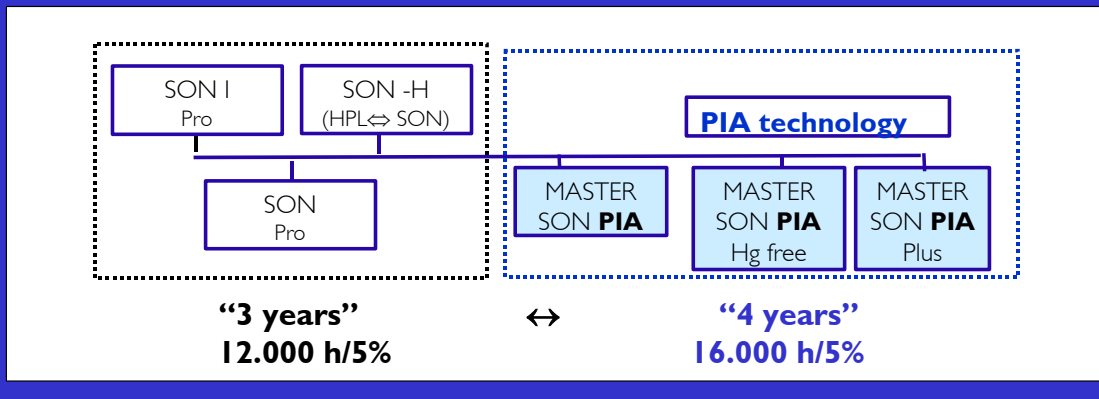 SON I
Pro
SON -H
(HPL⇔ SON)
SON
Pro
PIA technology
MASTER
SON PIA
MASTER
SON PIA
Hg free
MASTER
SON PIA
Plus
“3 years”
12.000 h/5%
↔
“4 years”
16.000 h/5%